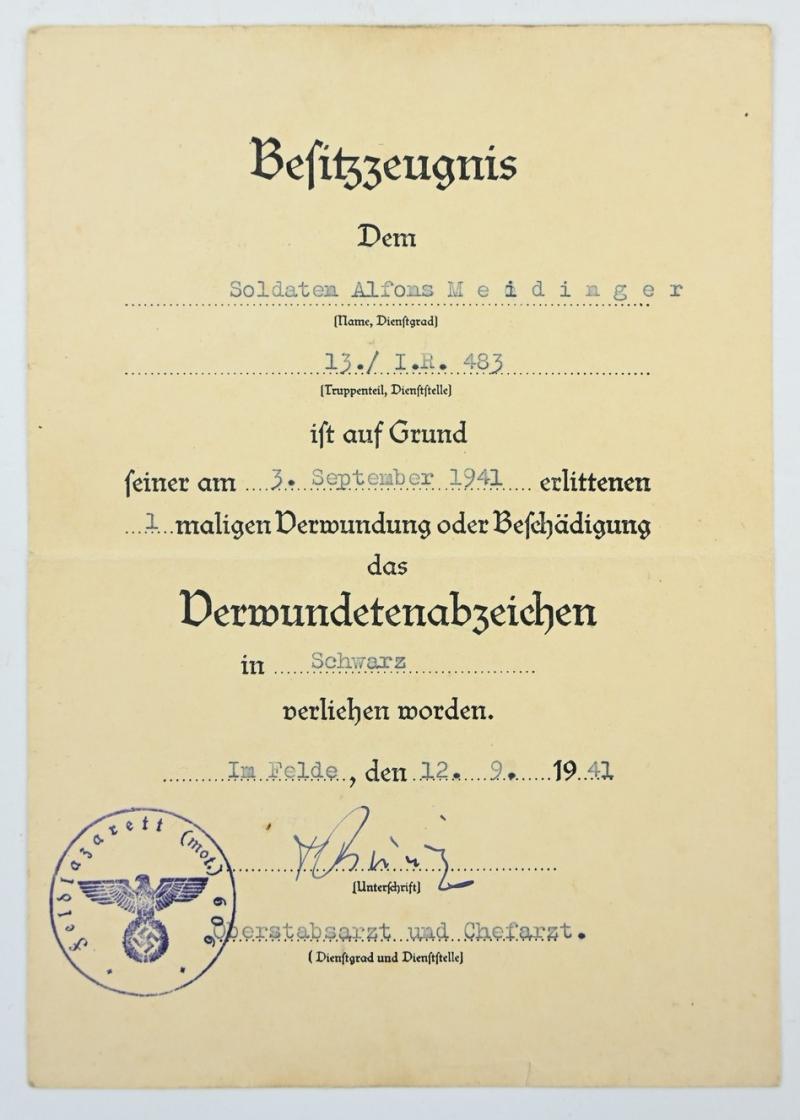 Besitzzeugnis
Dem
Soldaten Alfons Meidinger
(Name, Dienstgrad)
13./ I.R. 483
(Truppenteil, Dienststelle)
ist auf Grund
seiner am 3. September 1941 erlittenen
1 maligen Verwundung oder Beschädigung
das
Verwundetenabzeichen
in Schwarz
verliehen worden.
Im Felde, den 12. 9. 1941
Feldlazarett (mot.) 606
(Unterschrift)
Oberstabsarzt und Chefarzt.
(Dienstgrad und Dienststelle)